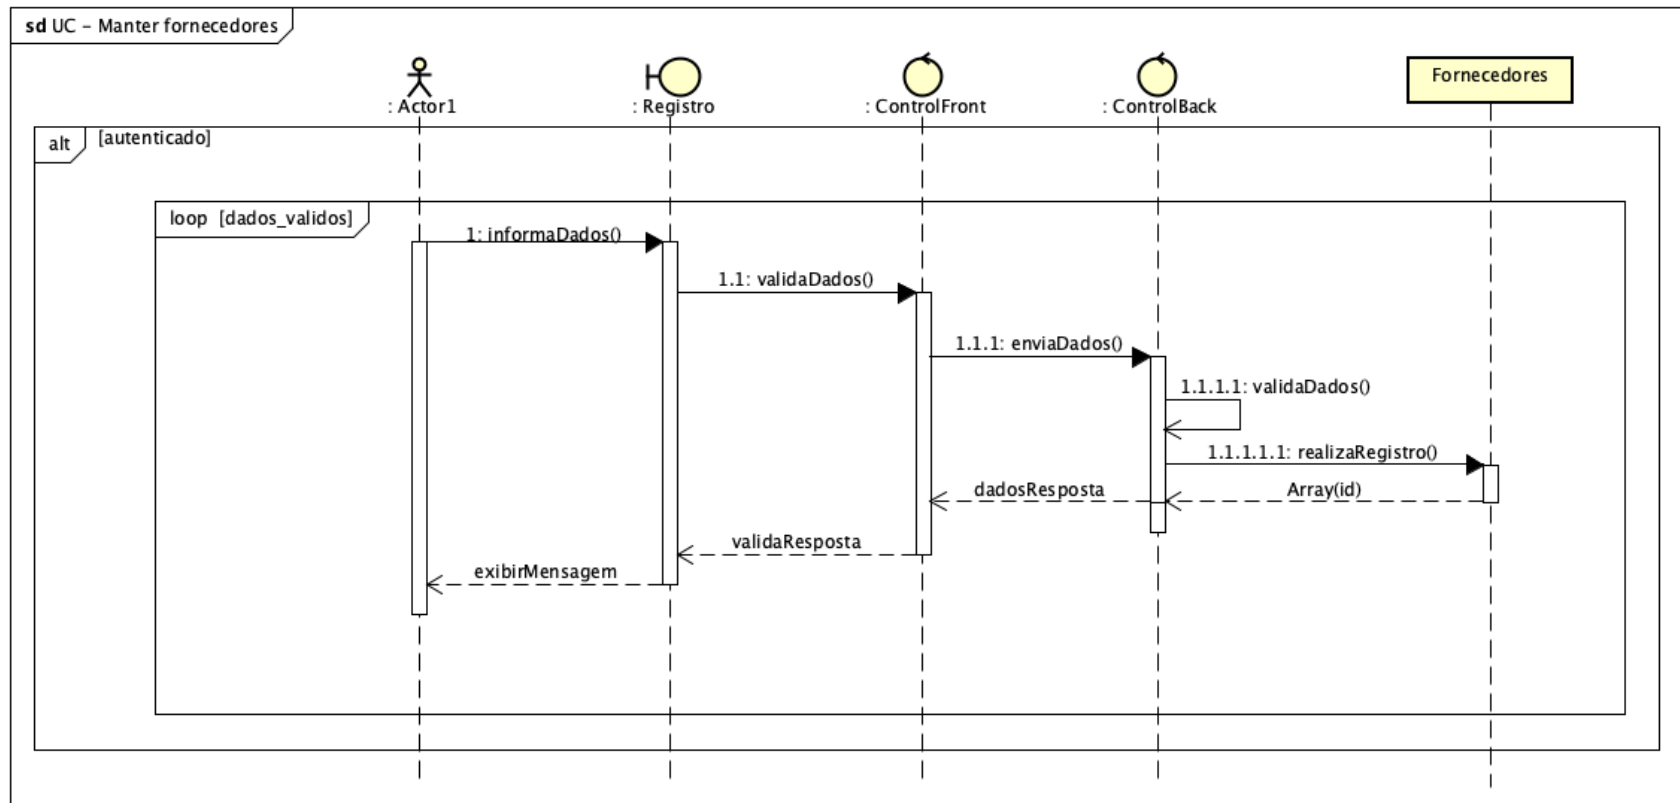 sd UC - Manter fornecedores
: Actor1
: Registro
: ControlFront
: ControlBack
Fornecedores
alt [autenticado]
loop [dados_validos]
1: informaDados()
1.1: validaDados()
1.1.1: enviaDados()
1.1.1.1: validaDados()
1.1.1.1.1: realizaRegistro()
dadosResposta
Array(id)
validaResposta
exibirMensagem